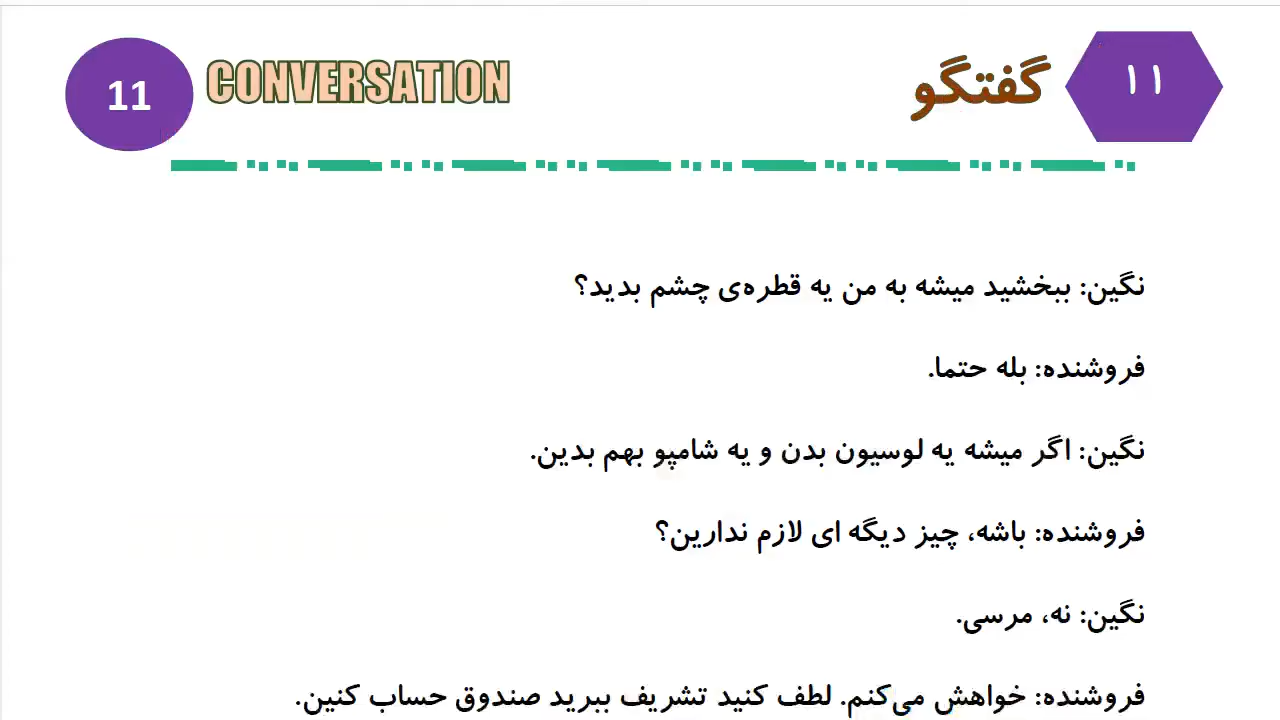 11
CONVERSATION
گفتگو
۱۱
نگین: ببخشید میشه به من یه قطره‌ی چشم بدید؟
فروشنده: بله حتما.
نگین: اگر میشه یه لوسیون بدن و یه شامپو بهم بدین.
فروشنده: باشه، چیز دیگه ای لازم ندارین؟
نگین: نه، مرسی.
فروشنده: خواهش می‌کنم. لطف کنید تشریف ببرید صندوق حساب کنین.